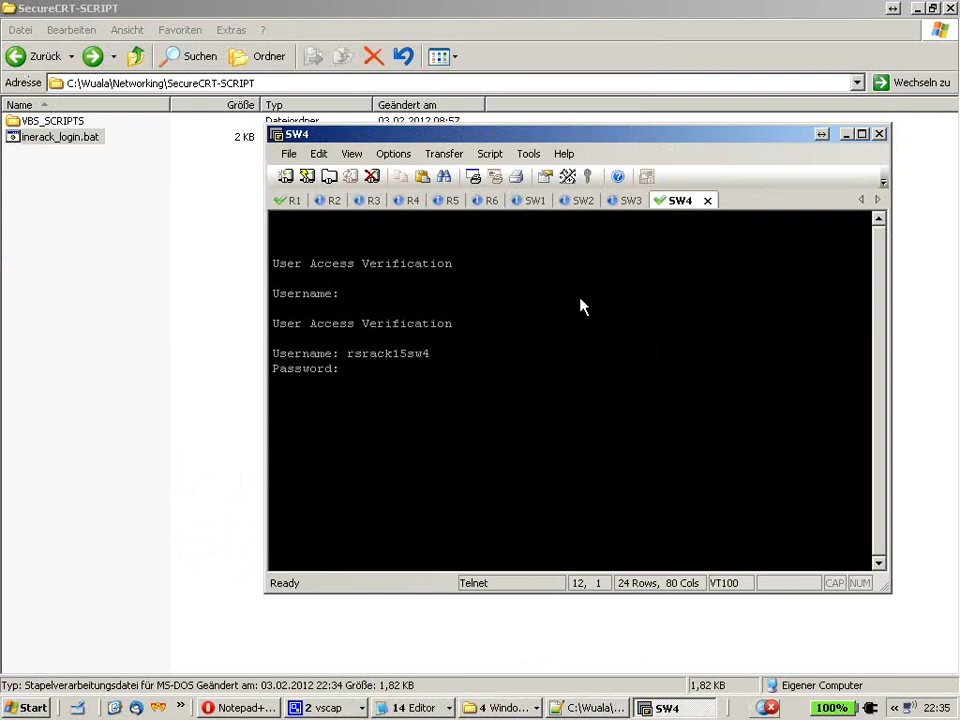 SecureCRT-SCRIPT
Datei Bearbeiten Ansicht Favoriten Extras ?
Zurück Suchen Ordner
Adresse C:\Wuala\Networking\SecureCRT-SCRIPT Wechseln zu
Name Größe Typ Geändert am
VBS_SCRIPTS Dateiordner 03.02.2012 08:57
inerack_login.bat 2 KB
SW4
File Edit View Options Transfer Script Tools Help
R1 R2 R3 R4 R5 R6 SW1 SW2 SW3 SW4
User Access Verification
Username:
User Access Verification
Username: rsrack15sw4
Password:
Ready Telnet 12, 1 24 Rows, 80 Cols VT100 CAP NUM
Typ: Stapelverarbeitungsdatei für MS-DOS Geändert am: 03.02.2012 22:34 Größe: 1,82 KB 1,82 KB Eigener Computer
Start Notepad+... 2 vscap 14 Editor 4 Windo... C:\Wuala\... SW4 100% 22:35